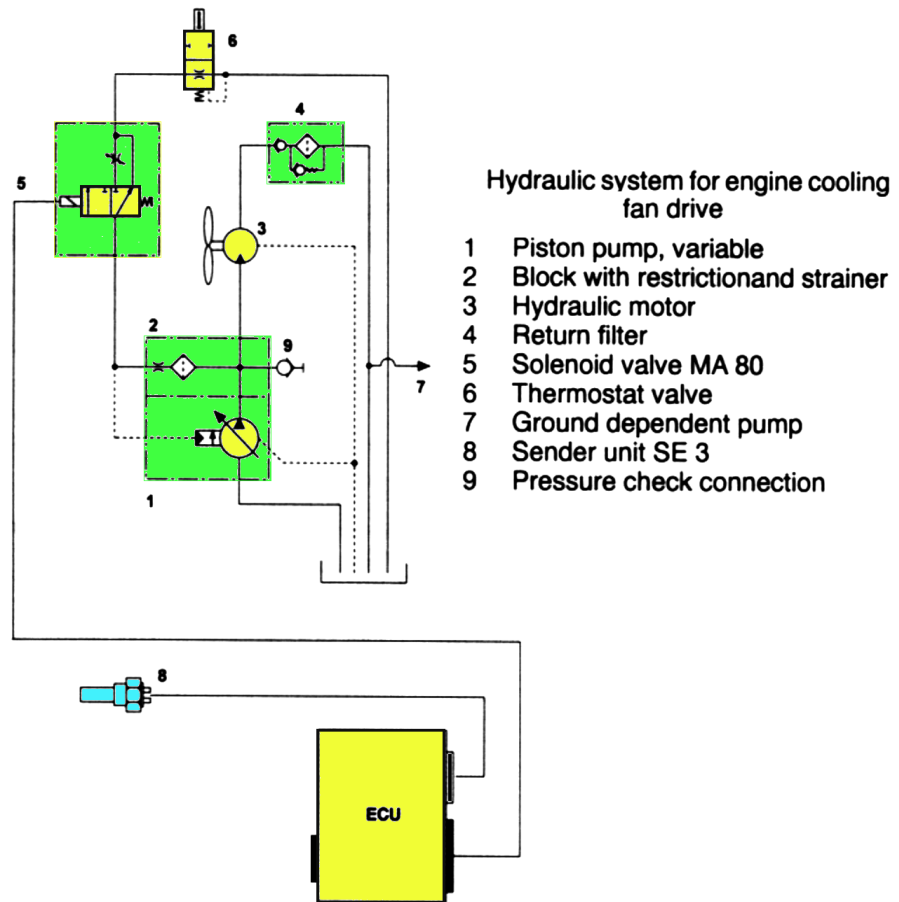 6
4
5
3
2
9
7
1
8
ECU
Hydraulic system for engine cooling
fan drive
1 Piston pump, variable
2 Block with restrictionand strainer
3 Hydraulic motor
4 Return filter
5 Solenoid valve MA 80
6 Thermostat valve
7 Ground dependent pump
8 Sender unit SE 3
9 Pressure check connection